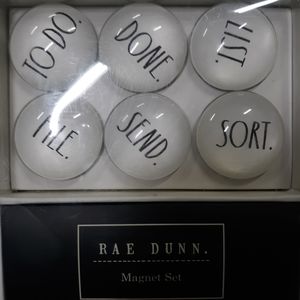 TO-DO.
DONE.
LIST.
FILE.
SEND.
SORT.
RAE DUNN.
Magnet Set